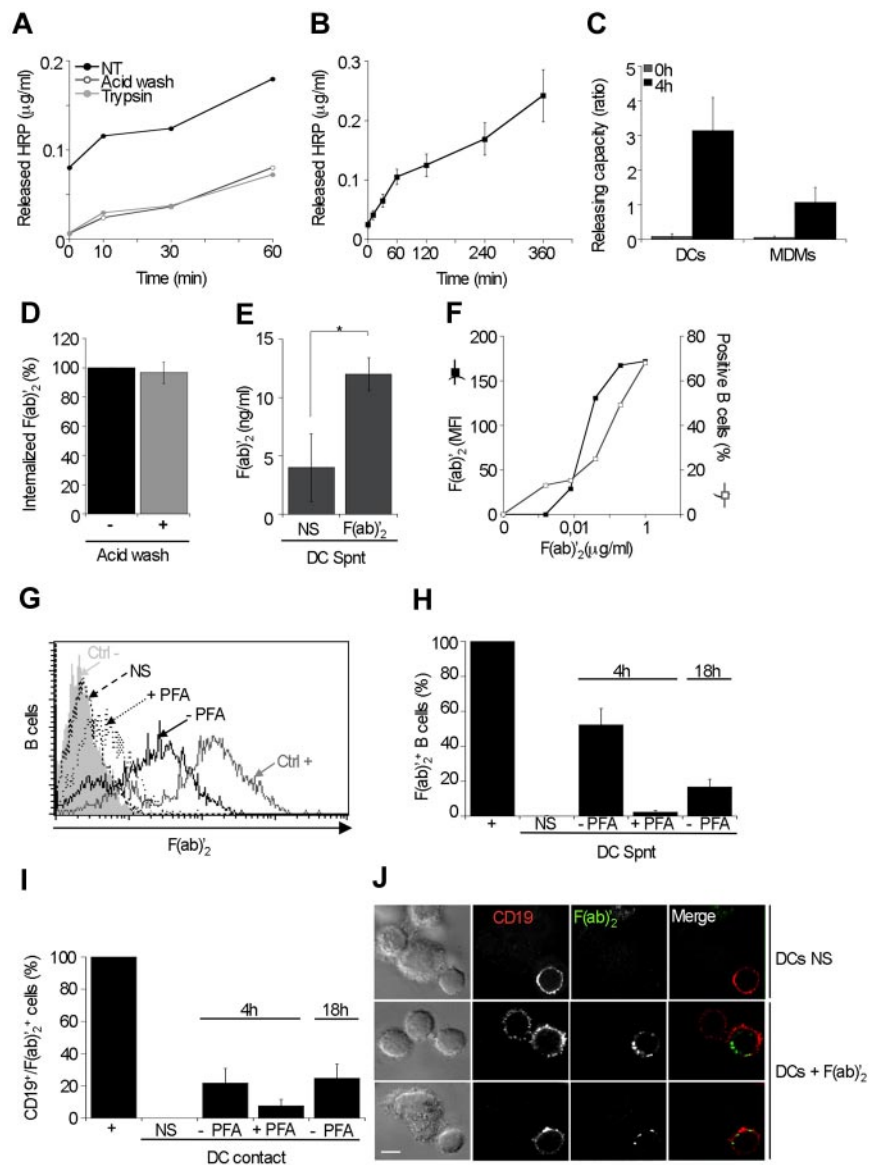 A
B
C
Released HRP (μg/ml)
0.2
0.1
0
NT
Acid wash
Trypsin
0 10 30 60
Time (min)
Released HRP (μg/ml)
0.3
0.2
0.1
0
0 60 120 240 360
Time (min)
Releasing capacity (ratio)
0h
4h
5
4
3
2
1
0
DCs MDMs
D
E
F
Internalized F(ab)'2 (%)
120
100
80
60
40
20
0
- +
Acid wash
F(ab)'2 (ng/ml)
15
10
5
0
*
NS F(ab)'2
DC Spnt
F(ab)'2 (MFI
200
150
100
50
0
0 0,01 1
F(ab)'2(μg/ml)
80
60
40
20
0
Positive B cells (%
G
H
B cells
Ctrl -
NS
+ PFA
- PFA
Ctrl +
F(ab)'2
F(ab)'2+ B cells (%)
100
80
60
40
20
0
4h 18h
+ NS - PFA + PFA - PFA
DC Spnt
I
J
CD19+/F(ab)'2+ cells (%)
100
80
60
40
20
0
4h 18h
+ NS - PFA + PFA - PFA
DC contact
CD19 F(ab)'2 Merge
DCs NS
DCs + F(ab)'2